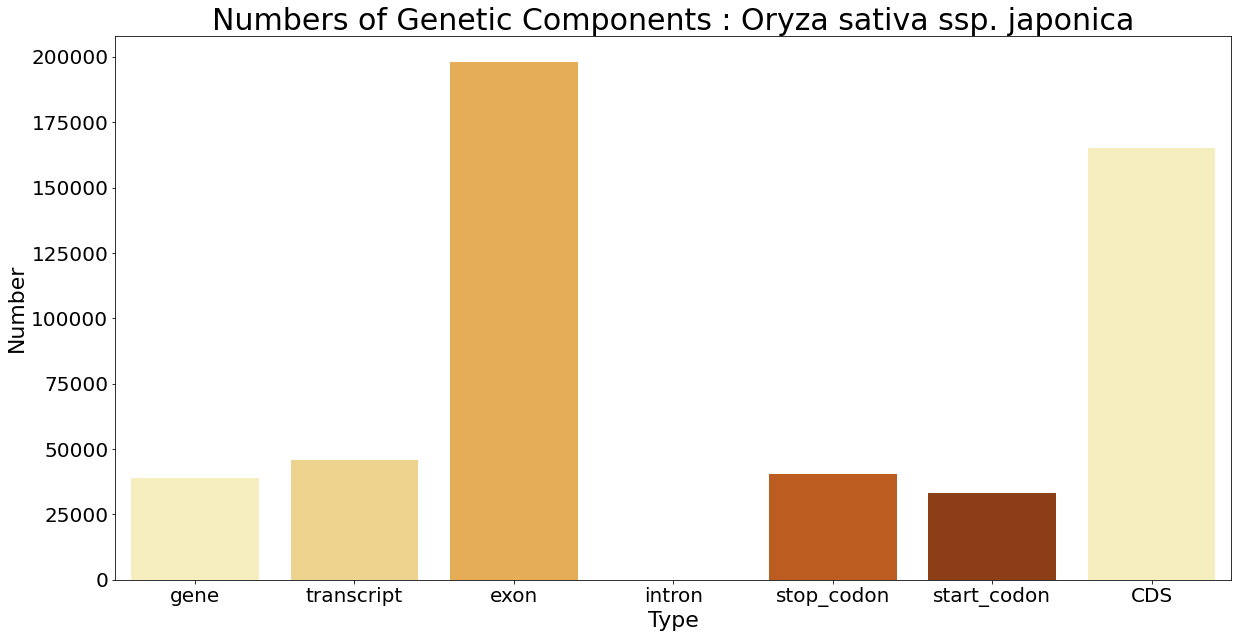 Numbers of Genetic Components : Oryza sativa ssp. japonica
Number
200000
175000
150000
125000
100000
75000
50000
25000
0
gene transcript exon intron stop_codon start_codon CDS
Type